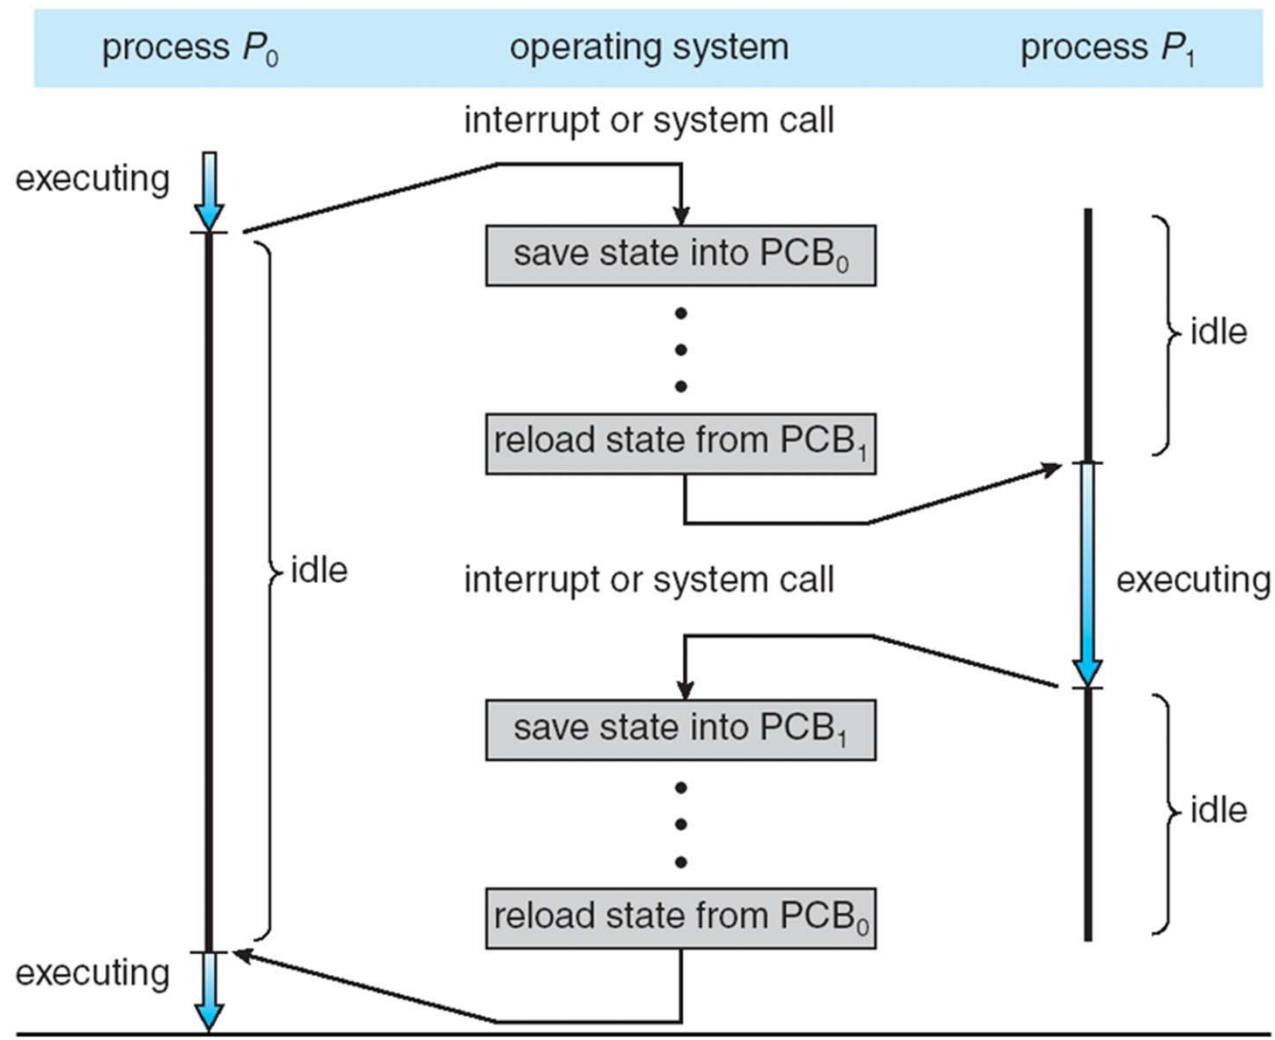 process P₀ operating system process P₁
interrupt or system call
executing
save state into PCB₀
idle
reload state from PCB₁
idle
interrupt or system call
executing
save state into PCB₁
idle
reload state from PCB₀
executing